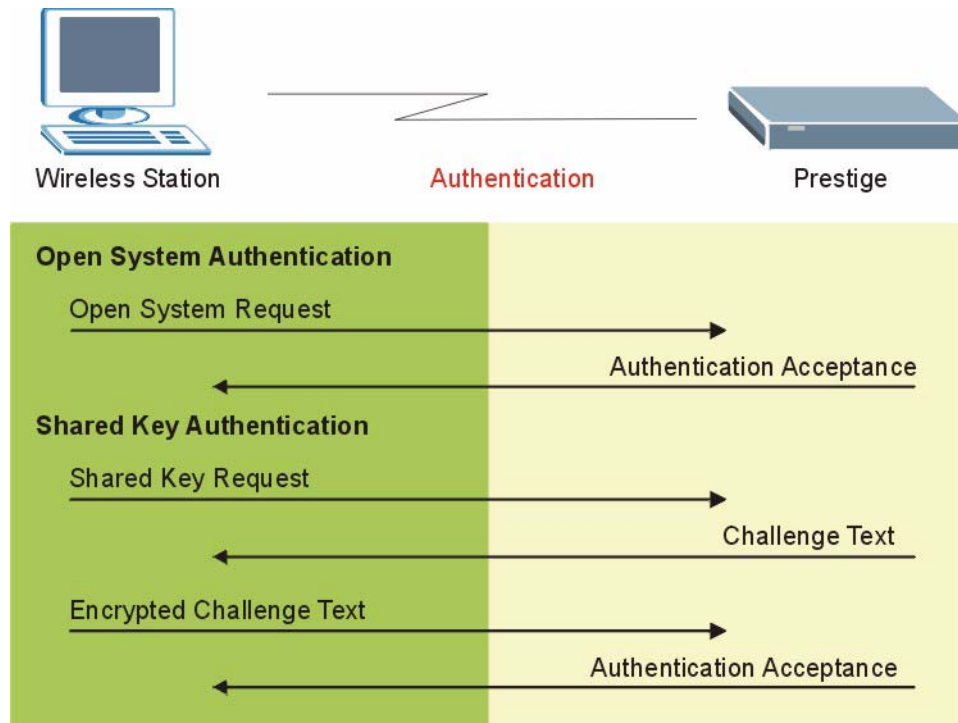 Wireless Station
Authentication
Prestige
Open System Authentication
Open System Request
Authentication Acceptance
Shared Key Authentication
Shared Key Request
Challenge Text
Encrypted Challenge Text
Authentication Acceptance